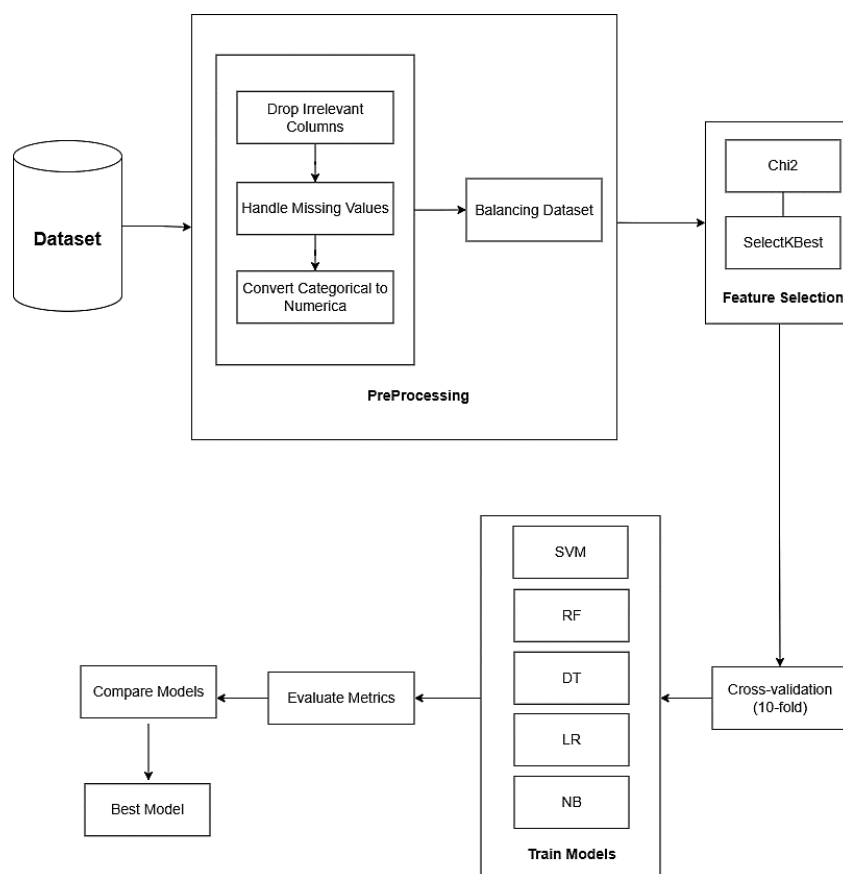 Dataset
Drop Irrelevant
Columns
Handle Missing Values
Convert Categorical to
Numerica
Balancing Dataset
PreProcessing
Chi2
SelectKBest
Feature Selection
Cross-validation
(10-fold)
SVM
RF
DT
LR
NB
Train Models
Evaluate Metrics
Compare Models
Best Model